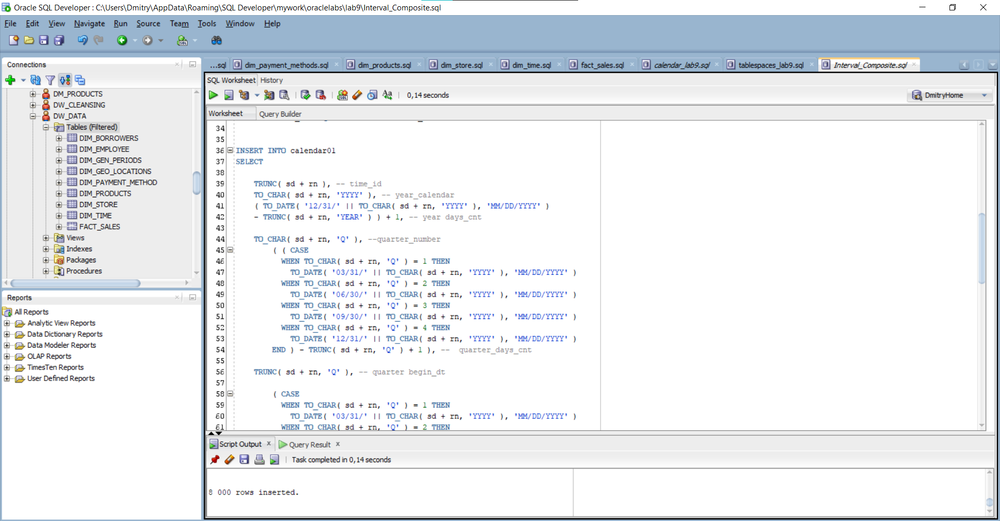 Oracle SQL Developer : C:\Users\Dmitry\AppData\Roaming\SQL Developer\mywork\oraclelabs\lab9\Interval_Composite.sql
File Edit View Navigate Run Source Team Tools Window Help
Connections
DM_PRODUCTS
DW_CLEANSING
DW_DATA
Tables (Filtered)
DIM_BORROWERS
DIM_EMPLOYEE
DIM_GEN_PERIODS
DIM_GEO_LOCATIONS
DIM_PAYMENT_METHOD
DIM_PRODUCTS
DIM_STORE
DIM_TIME
FACT_SALES
Views
Indexes
Packages
Procedures
Reports
All Reports
Analytic View Reports
Data Dictionary Reports
Data Modeler Reports
OLAP Reports
TimesTen Reports
User Defined Reports
...sql dim_payment_methods.sql dim_products.sql dim_store.sql dim_time.sql fact_sales.sql calendar_lab9.sql tablespaces_lab9.sql Interval_Composite.sql
SQL Worksheet History
0,14 seconds
DmitryHome
Worksheet Query Builder
34
35
36 INSERT INTO calendar01
37 SELECT
38
39 TRUNC( sd + rn ), -- time_id
40 TO_CHAR( sd + rn, 'YYYY' ), -- year_calendar
41 ( TO_DATE( '12/31/' || TO_CHAR( sd + rn, 'YYYY' ), 'MM/DD/YYYY' )
42 - TRUNC( sd + rn, 'YEAR' ) ) + 1, -- year days_cnt
43
44 TO_CHAR( sd + rn, 'Q' ), --quarter_number
45 ( ( CASE
46 WHEN TO_CHAR( sd + rn, 'Q' ) = 1 THEN
47 TO_DATE( '03/31/' || TO_CHAR( sd + rn, 'YYYY' ), 'MM/DD/YYYY' )
48 WHEN TO_CHAR( sd + rn, 'Q' ) = 2 THEN
49 TO_DATE( '06/30/' || TO_CHAR( sd + rn, 'YYYY' ), 'MM/DD/YYYY' )
50 WHEN TO_CHAR( sd + rn, 'Q' ) = 3 THEN
51 TO_DATE( '09/30/' || TO_CHAR( sd + rn, 'YYYY' ), 'MM/DD/YYYY' )
52 WHEN TO_CHAR( sd + rn, 'Q' ) = 4 THEN
53 TO_DATE( '12/31/' || TO_CHAR( sd + rn, 'YYYY' ), 'MM/DD/YYYY' )
54 END ) - TRUNC( sd + rn, 'Q' ) + 1 ), -- quarter_days_cnt
55
56 TRUNC( sd + rn, 'Q' ), -- quarter begin_dt
57
58 ( CASE
59 WHEN TO_CHAR( sd + rn, 'Q' ) = 1 THEN
60 TO_DATE( '03/31/' || TO_CHAR( sd + rn, 'YYYY' ), 'MM/DD/YYYY' )
61 WHEN TO_CHAR( sd + rn, 'Q' ) = 2 THEN
Script Output Query Result
Task completed in 0,14 seconds
8 000 rows inserted.